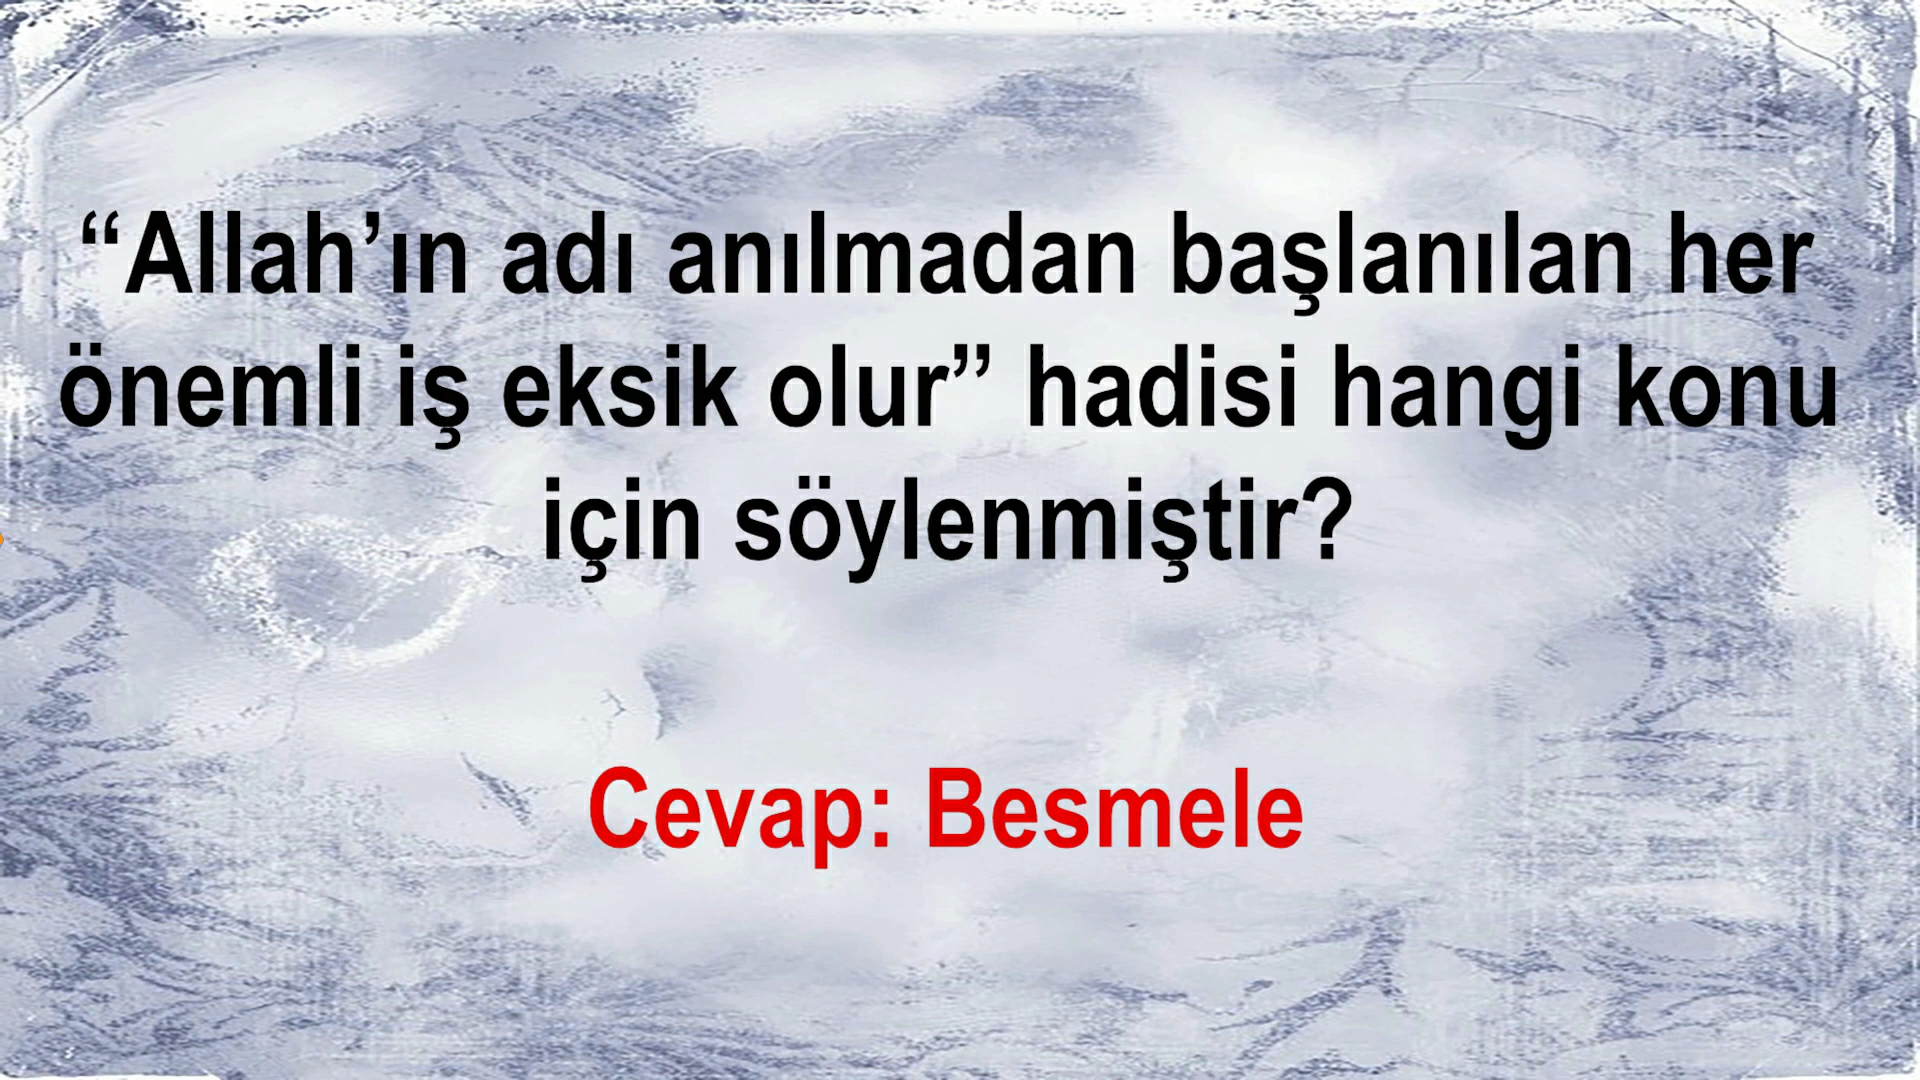 “Allah’ın adı anılmadan başlanılan her
önemli iş eksik olur” hadisi hangi konu
için söylenmiştir?
Cevap: Besmele